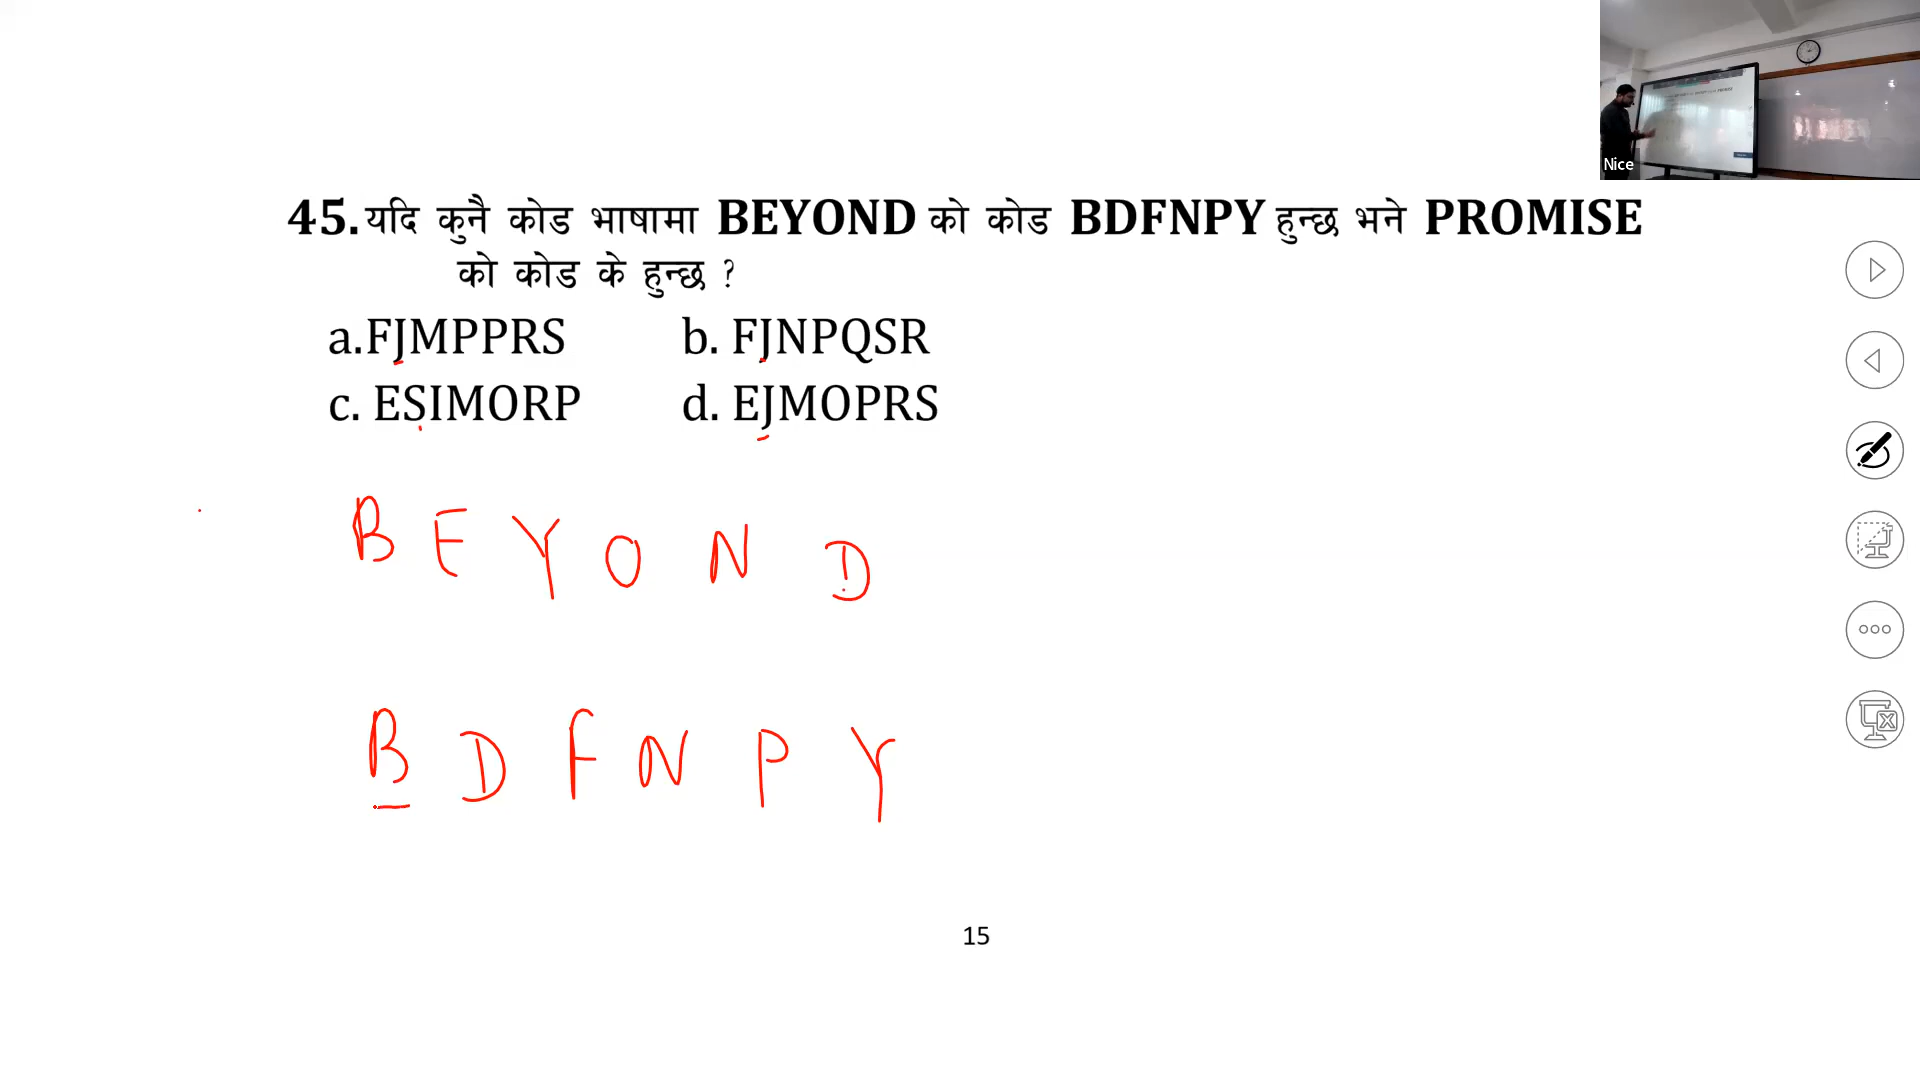 Nice
45.यदि कुनै कोड भाषामा BEYOND को कोड BDFNPY हुन्छ भने PROMISE
को कोड के हुन्छ ?
a.FJMPPRS b. FJNPQSR
c. ESIMORP d. EJMOPRS
B E Y O N D
B D F N P Y
15